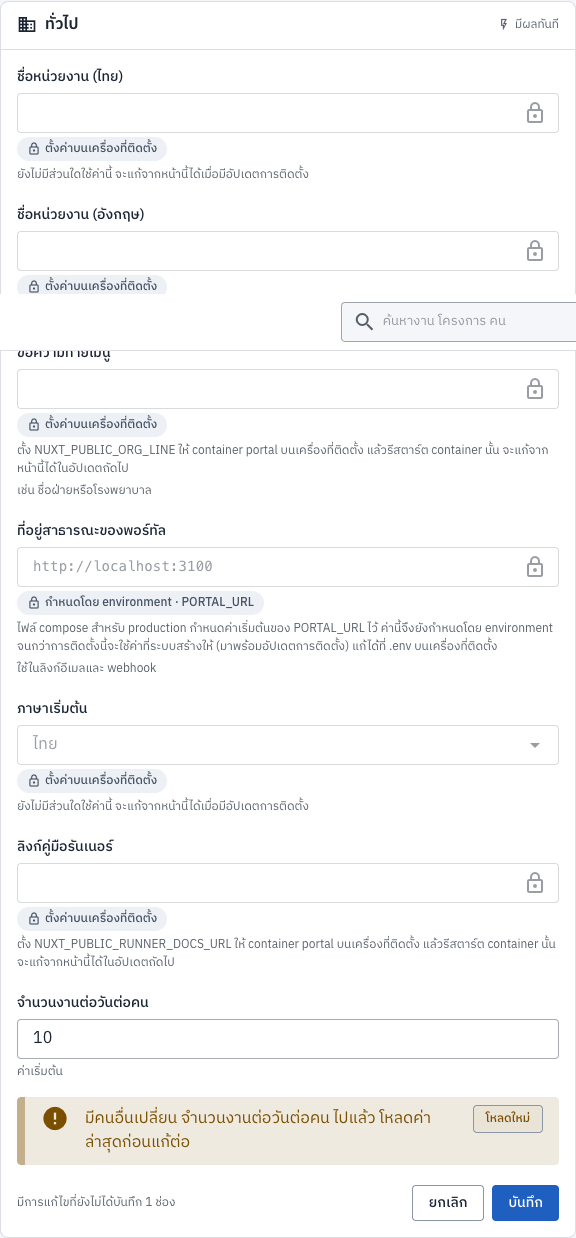 ทั่วไป
มีผลทันที
ชื่อหน่วยงาน (ไทย)
ตั้งค่าบนเครื่องที่ติดตั้ง
ยังไม่มีส่วนใดใช้ค่านี้ จะแก้จากหน้านี้ได้เมื่อมีอัปเดตการติดตั้ง
ชื่อหน่วยงาน (อังกฤษ)
ตั้งค่าบนเครื่องที่ติดตั้ง
ค้นหางาน โครงการ คน
ข้อความท้ายเมนู
ตั้งค่าบนเครื่องที่ติดตั้ง
ตั้ง NUXT_PUBLIC_ORG_LINE ให้ container portal บนเครื่องที่ติดตั้ง แล้วรีสตาร์ต container นั้น จะแก้จาก
หน้านี้ได้ในอัปเดตถัดไป
เช่น ชื่อฝ่ายหรือโรงพยาบาล
ที่อยู่สาธารณะของพอร์ทัล
http://localhost:3100
กำหนดโดย environment · PORTAL_URL
ไฟล์ compose สำหรับ production กำหนดค่าเริ่มต้นของ PORTAL_URL ไว้ ค่านี้จึงยังกำหนดโดย environment
จนกว่าการติดตั้งนี้จะใช้ค่าที่ระบบสร้างให้ (มาพร้อมอัปเดตการติดตั้ง) แก้ได้ที่ .env บนเครื่องที่ติดตั้ง
ใช้ในลิงก์อีเมลและ webhook
ภาษาเริ่มต้น
ไทย
ตั้งค่าบนเครื่องที่ติดตั้ง
ยังไม่มีส่วนใดใช้ค่านี้ จะแก้จากหน้านี้ได้เมื่อมีอัปเดตการติดตั้ง
ลิงก์คู่มือรันเนอร์
ตั้งค่าบนเครื่องที่ติดตั้ง
ตั้ง NUXT_PUBLIC_RUNNER_DOCS_URL ให้ container portal บนเครื่องที่ติดตั้ง แล้วรีสตาร์ต container นั้น
จะแก้จากหน้านี้ได้ในอัปเดตถัดไป
จำนวนงานต่อวันต่อคน
10
ค่าเริ่มต้น
มีคนอื่นเปลี่ยน จำนวนงานต่อวันต่อคน ไปแล้ว โหลดค่า
ล่าสุดก่อนแก้ต่อ
โหลดใหม่
มีการแก้ไขที่ยังไม่ได้บันทึก 1 ช่อง
ยกเลิก
บันทึก